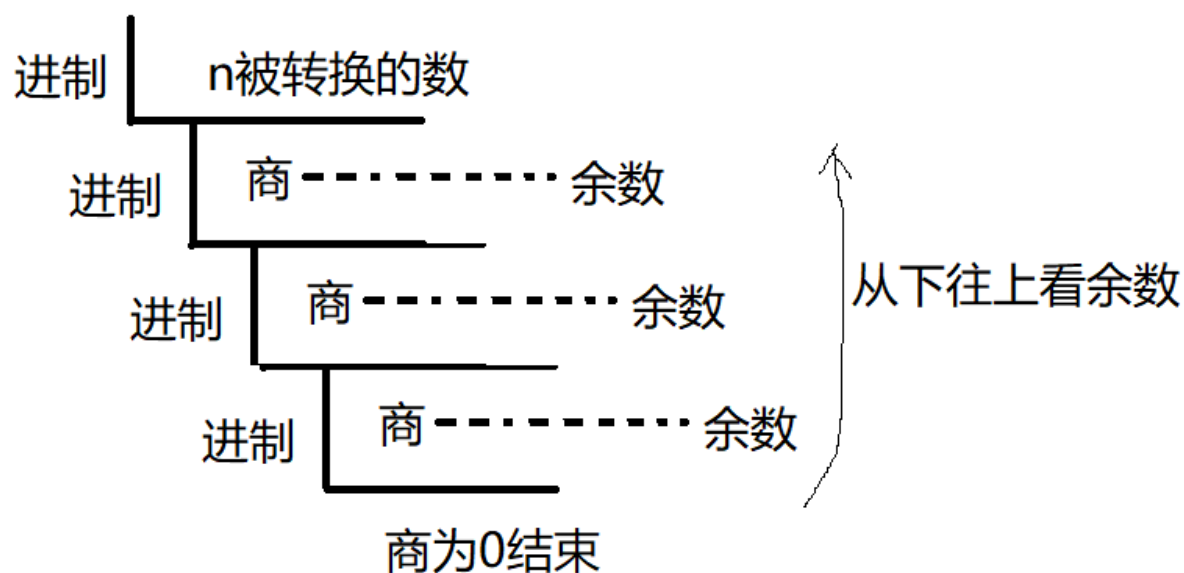 进制 n被转换的数
进制 商 余数
进制 商 余数
从下往上看余数
进制 商 余数
商为0结束